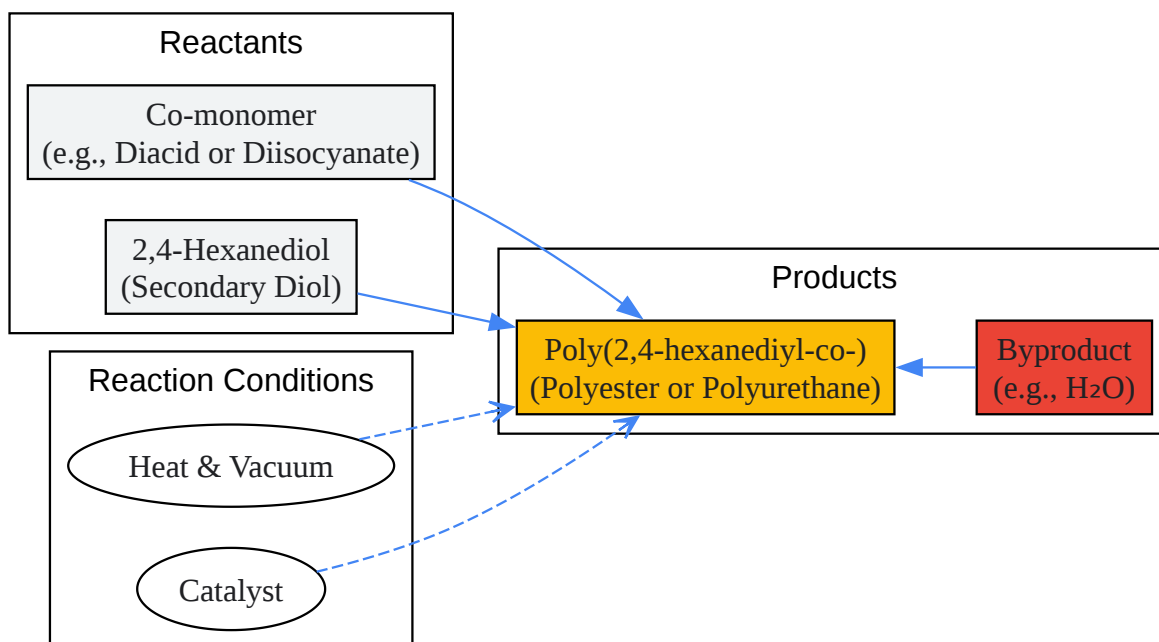 Reactants
Co-monomer
(e.g., Diacid or Diisocyanate)
2,4-Hexanediol
(Secondary Diol)
Products
Poly(2,4-hexanediyl-co-)
(Polyester or Polyurethane)
Byproduct
(e.g., H₂O)
Reaction Conditions
Heat & Vacuum
Catalyst